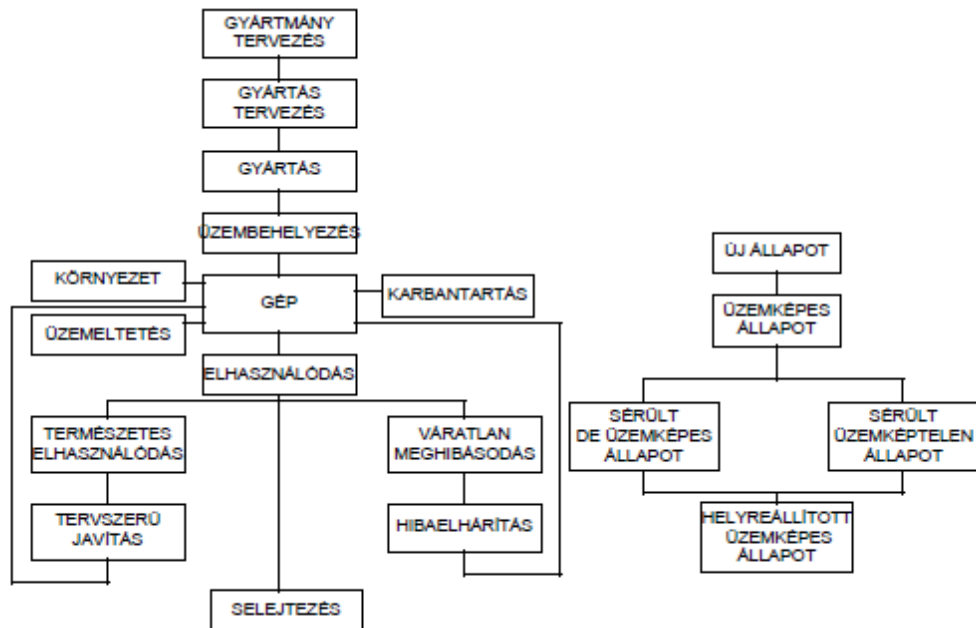 GYÁRTMÁNY
TERVEZÉS
GYÁRTÁS
TERVEZÉS
GYÁRTÁS
ÜZEMBEHELYEZÉS
KÖRNYEZET
GÉP
KARBANTARTÁS
ÜZEMELTETÉS
ELHASZNÁLÓDÁS
TERMÉSZETES
ELHASZNÁLÓDÁS
VÁRATLAN
MEGHIBÁSODÁS
TERVSZERŰ
JAVÍTÁS
HIBAELHÁRÍTÁS
SELEJTEZÉS
ÚJ ÁLLAPOT
ÜZEMKÉPES
ÁLLAPOT
SÉRÜLT
DE ÜZEMKÉPES
ÁLLAPOT
SÉRÜLT
ÜZEMKÉPTELEN
ÁLLAPOT
HELYREÁLLÍTOTT
ÜZEMKÉPES
ÁLLAPOT